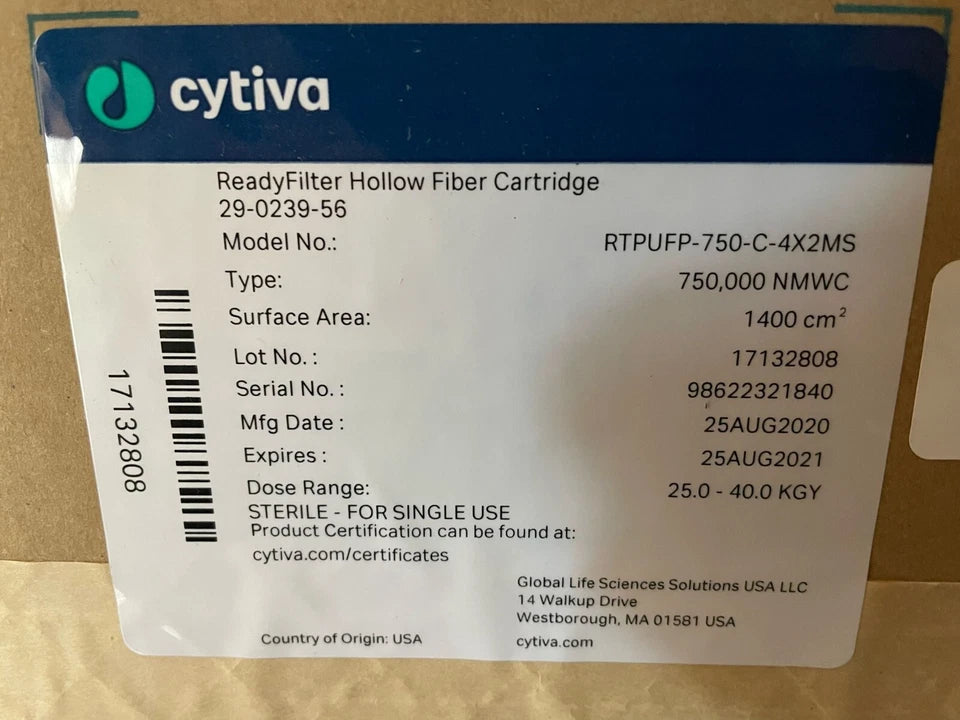 cytiva
ReadyFilter Hollow Fiber Cartridge
29-0239-56
Model No.: RTPUFP-750-C-4X2MS
Type: 750,000 NMWC
Surface Area: 1400 cm²
Lot No. : 17132808
Serial No. : 98622321840
Mfg Date : 25AUG2020
Expires : 25AUG2021
Dose Range: 25.0 - 40.0 KGY
STERILE - FOR SINGLE USE
Product Certification can be found at:
cytiva.com/certificates
17132808
Global Life Sciences Solutions USA LLC
14 Walkup Drive
Westborough, MA 01581 USA
cytiva.com
Country of Origin: USA